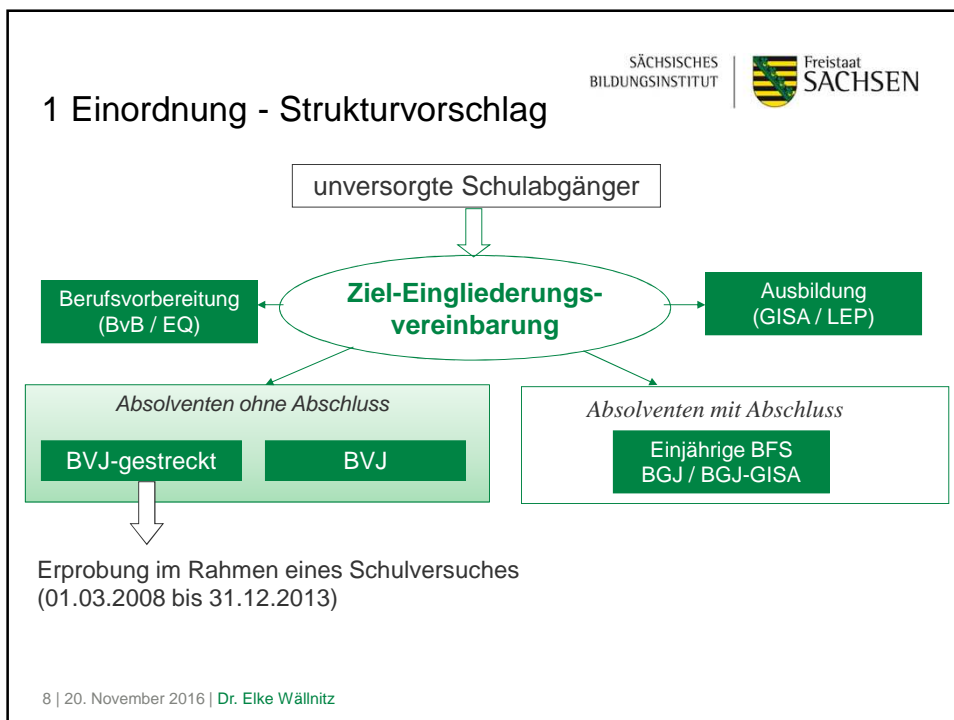 SÄCHSISCHES
BILDUNGSINSTITUT
Freistaat
SACHSEN
1 Einordnung - Strukturvorschlag
unversorgte Schulabgänger
Berufsvorbereitung
(BvB / EQ)
Ziel-Eingliederungs-
vereinbarung
Ausbildung
(GISA / LEP)
Absolventen ohne Abschluss
BVJ-gestreckt
BVJ
Absolventen mit Abschluss
Einjährige BFS
BGJ / BGJ-GISA
Erprobung im Rahmen eines Schulversuches
(01.03.2008 bis 31.12.2013)
8 | 20. November 2016 | Dr. Elke Wällnitz